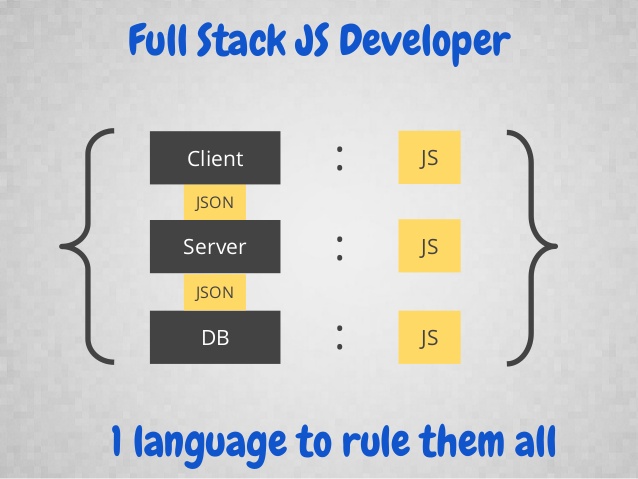 Full Stack JS Developer
Client : JS
JSON
Server : JS
JSON
DB : JS
1 language to rule them all